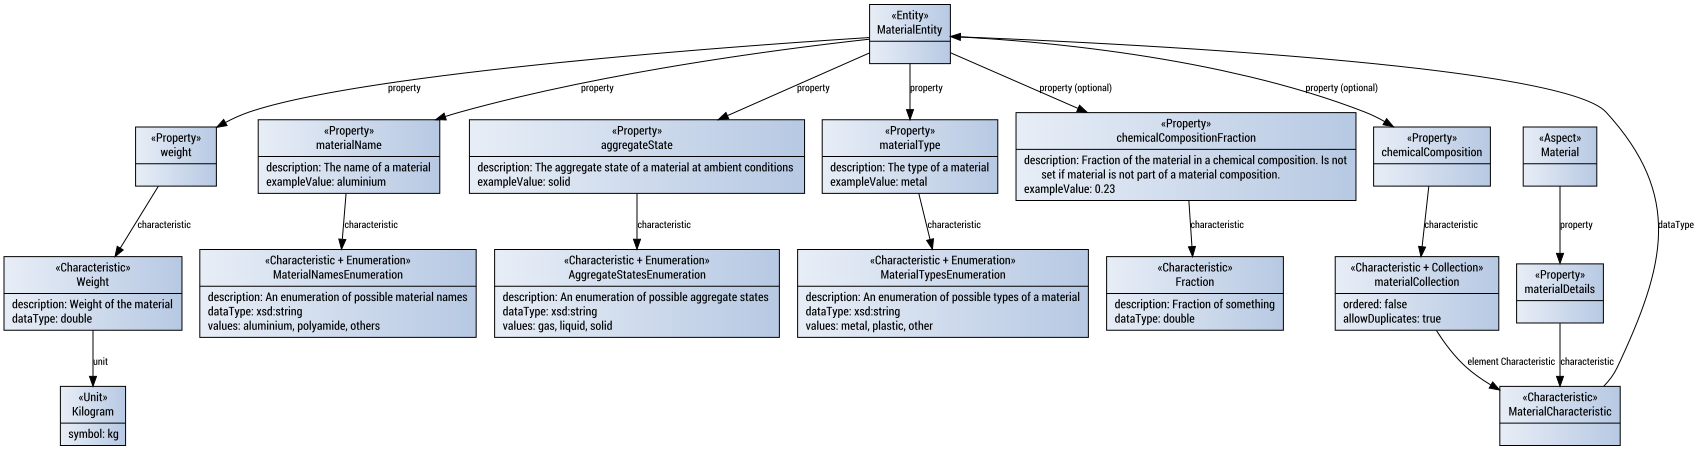 «Entity»
MaterialEntity
property
property
property
property
property (optional)
property (optional)
«Property»
weight
«Property»
materialName
description: The name of a material
exampleValue: aluminium
«Property»
aggregateState
description: The aggregate state of a material at ambient conditions
exampleValue: solid
«Property»
materialType
description: The type of a material
exampleValue: metal
«Property»
chemicalCompositionFraction
description: Fraction of the material in a chemical composition. Is not
set if material is not part of a material composition.
exampleValue: 0.23
«Property»
chemicalComposition
«Aspect»
Material
characteristic
characteristic
characteristic
characteristic
characteristic
characteristic
property
dataType
«Characteristic»
Weight
description: Weight of the material
dataType: double
«Characteristic + Enumeration»
MaterialNamesEnumeration
description: An enumeration of possible material names
dataType: xsd:string
values: aluminium, polyamide, others
«Characteristic + Enumeration»
AggregateStatesEnumeration
description: An enumeration of possible aggregate states
dataType: xsd:string
values: gas, liquid, solid
«Characteristic + Enumeration»
MaterialTypesEnumeration
description: An enumeration of possible types of a material
dataType: xsd:string
values: metal, plastic, other
«Characteristic»
Fraction
description: Fraction of something
dataType: double
«Characteristic + Collection»
materialCollection
ordered: false
allowDuplicates: true
«Property»
materialDetails
unit
element Characteristic
characteristic
«Unit»
Kilogram
symbol: kg
«Characteristic»
MaterialCharacteristic